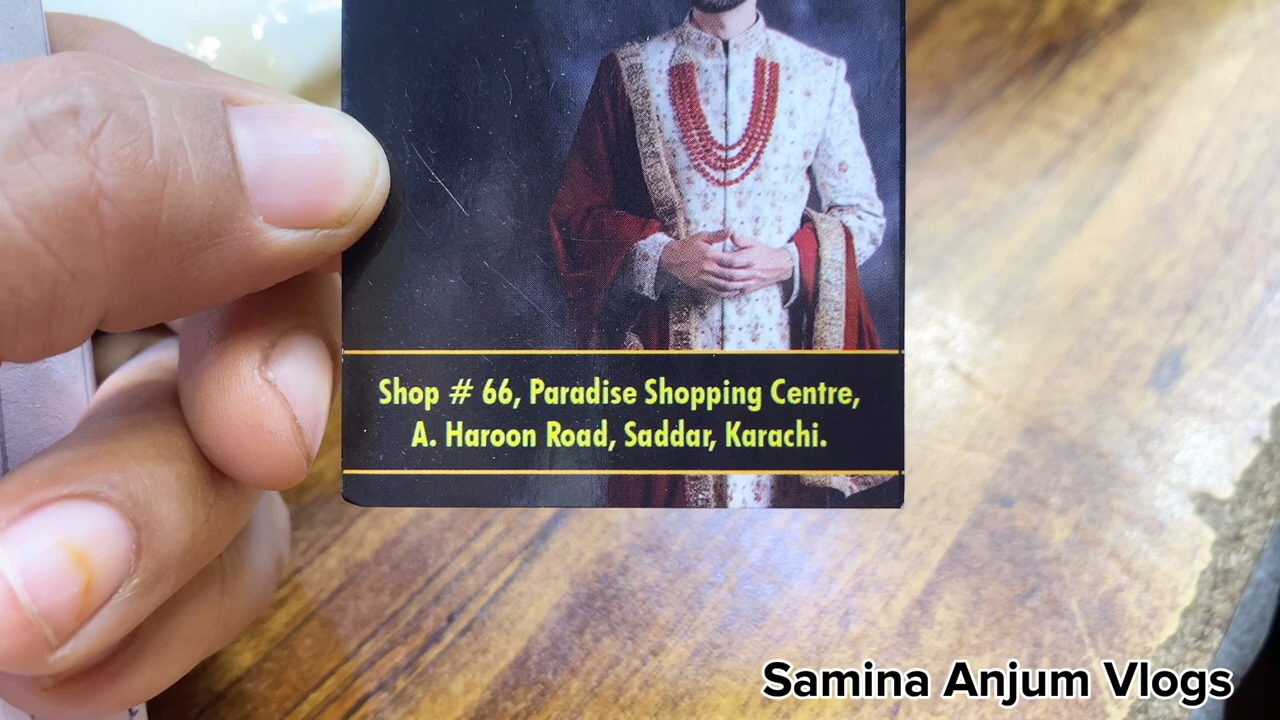 Shop # 66, Paradise Shopping Centre,
A. Haroon Road, Saddar, Karachi.
Samina Anjum Vlogs